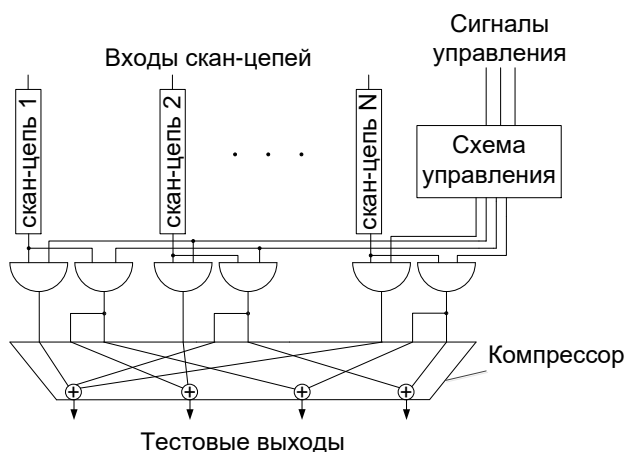 Сигналы
управления
Входы скан-цепей
скан-цепь 1
скан-цепь 2
. . .
скан-цепь N
Схема
управления
Компрессор
+ + + +
Тестовые выходы